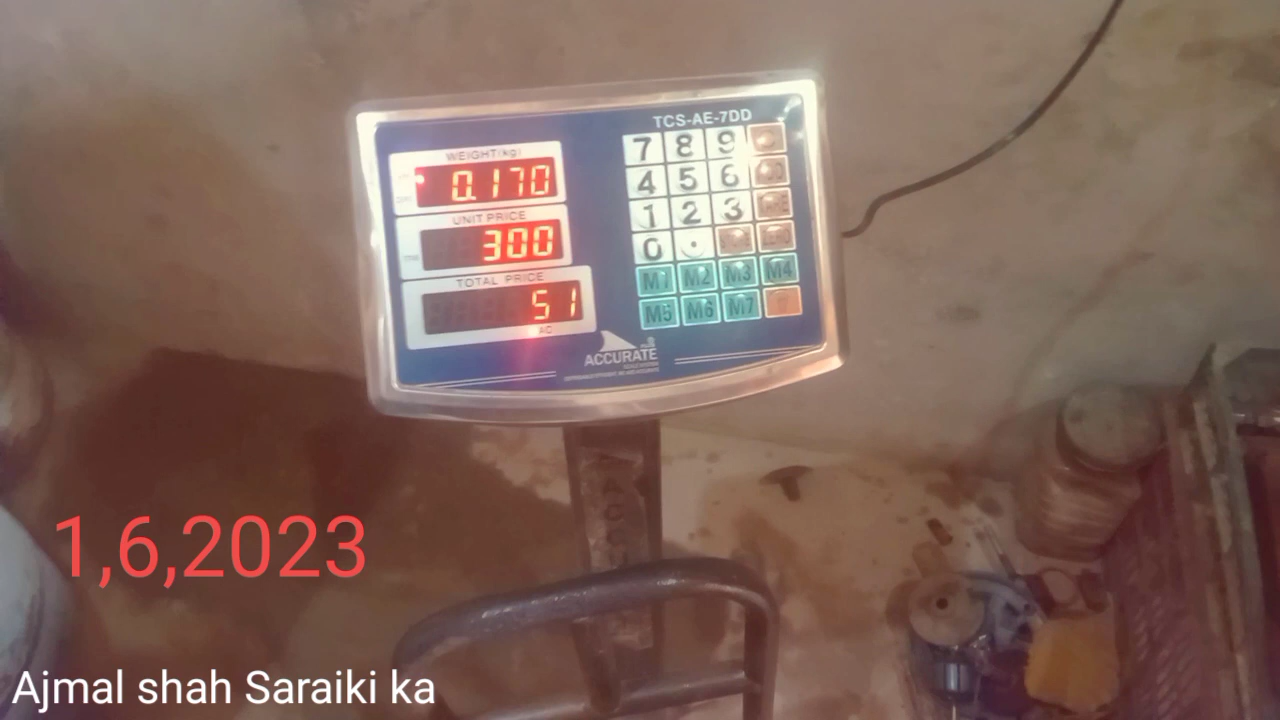 TCS-AE-7DD
WEIGHT(kg)
0.170
UNIT PRICE
300
TOTAL PRICE
51
AC
7 8 9
4 5 6
1 2 3
0 .
M1 M2 M3 M4
M5 M6 M7
ACCURATE
1,6,2023
Ajmal shah Saraiki ka